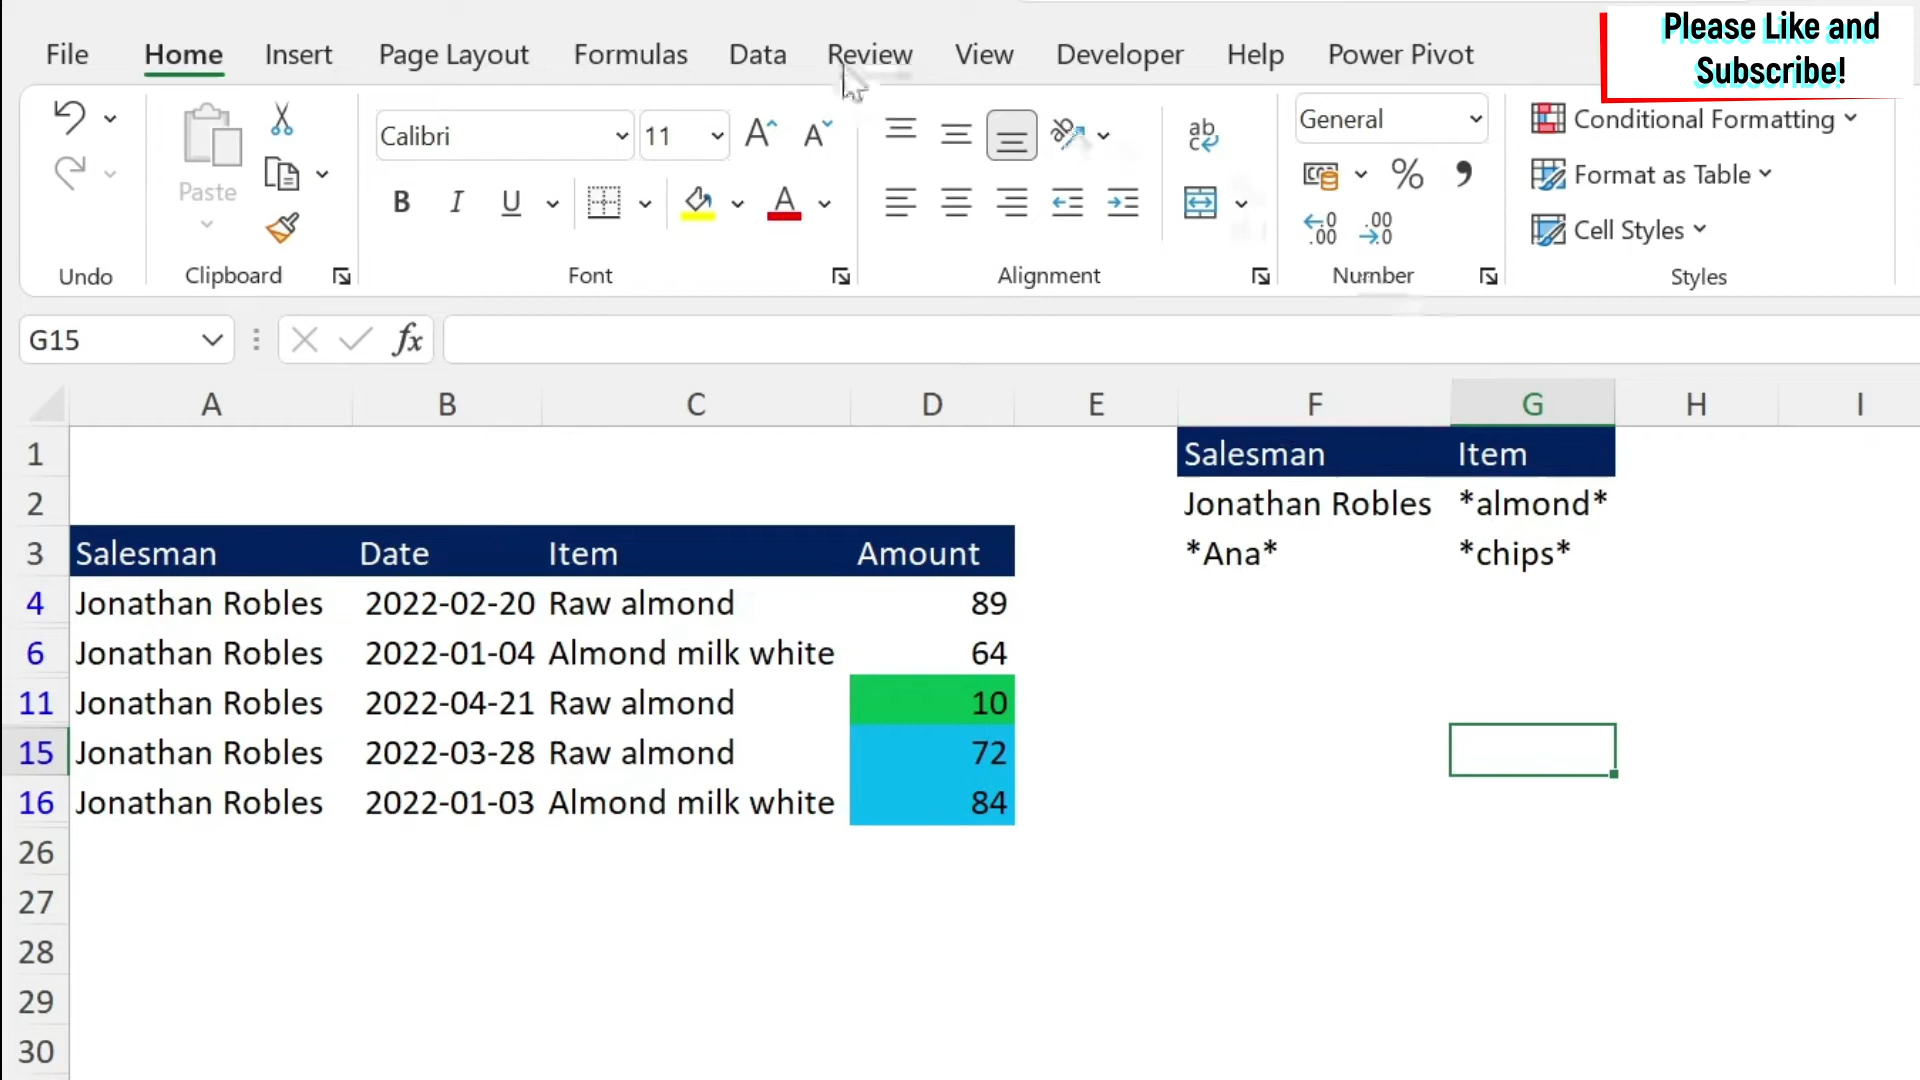 Please Like and
Subscribe!
File Home Insert Page Layout Formulas Data Review View Developer Help Power Pivot
Calibri 11 General Conditional Formatting
Paste Format as Table
B I U A Cell Styles
Undo Clipboard Font Alignment Number Styles
G15 fx
A B C D E F G H I
1 Salesman Item
2 Jonathan Robles *almond*
3 Salesman Date Item Amount *Ana* *chips*
4 Jonathan Robles 2022-02-20 Raw almond 89
6 Jonathan Robles 2022-01-04 Almond milk white 64
11 Jonathan Robles 2022-04-21 Raw almond 10
15 Jonathan Robles 2022-03-28 Raw almond 72
16 Jonathan Robles 2022-01-03 Almond milk white 84
26
27
28
29
30